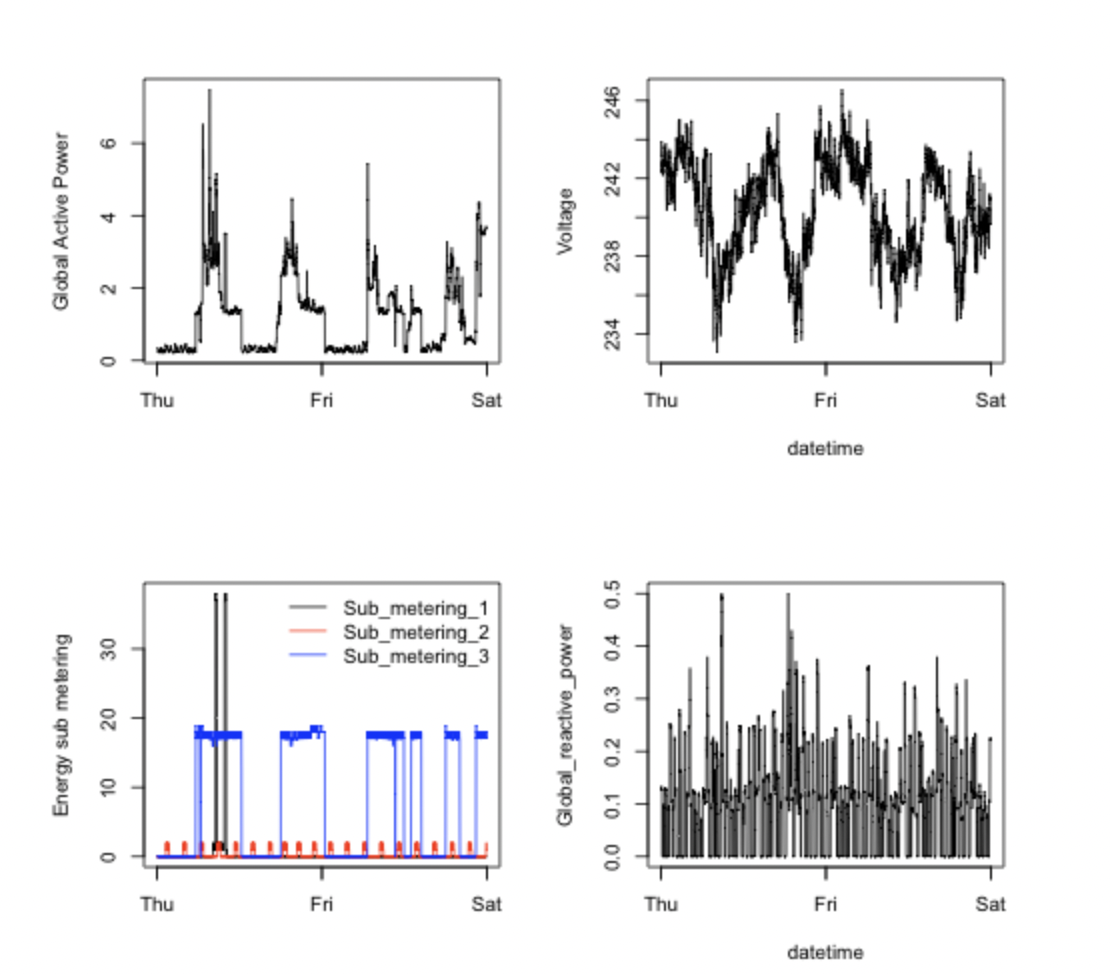 Global Active Power
6
4
2
0
Thu Fri Sat
Voltage
246
242
238
234
Thu Fri Sat
datetime
Energy sub metering
30
20
10
0
Sub_metering_1
Sub_metering_2
Sub_metering_3
Thu Fri Sat
Global_reactive_power
0.5
0.4
0.3
0.2
0.1
0.0
Thu Fri Sat
datetime